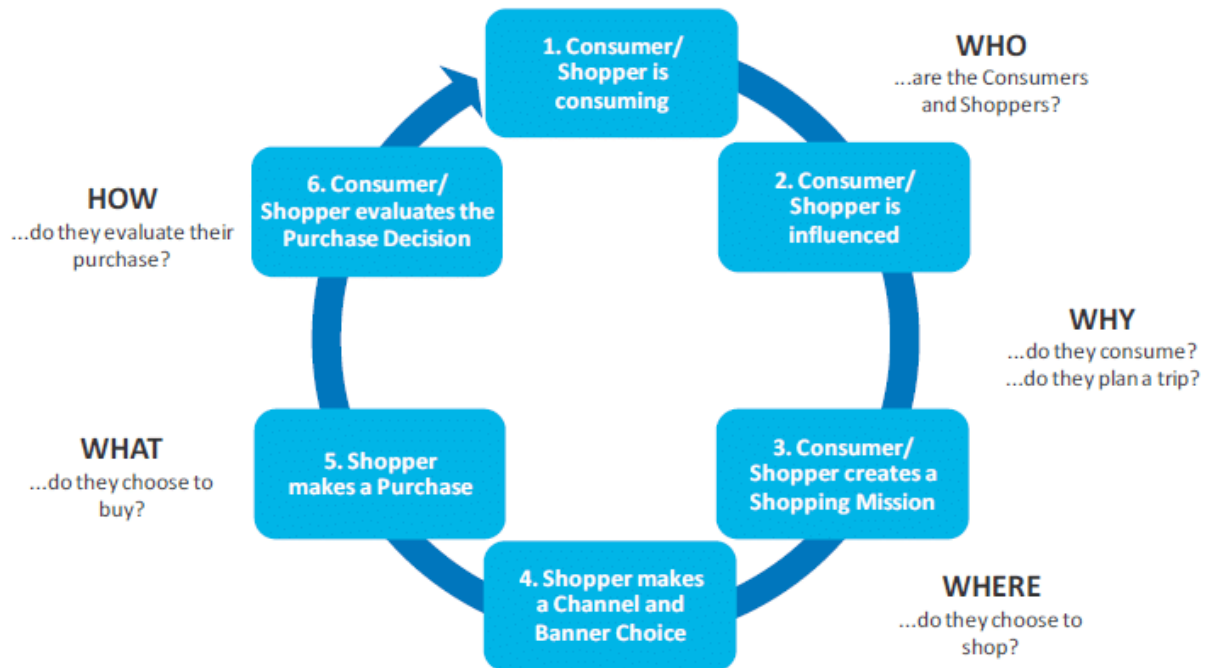 1. Consumer/
Shopper is
consuming
WHO
...are the Consumers
and Shoppers?
2. Consumer/
Shopper is
influenced
WHY
...do they consume?
...do they plan a trip?
3. Consumer/
Shopper creates a
Shopping Mission
WHERE
...do they choose to
shop?
4. Shopper makes
a Channel and
Banner Choice
5. Shopper
makes a Purchase
WHAT
...do they choose to
buy?
6. Consumer/
Shopper evaluates the
Purchase Decision
HOW
...do they evaluate their
purchase?